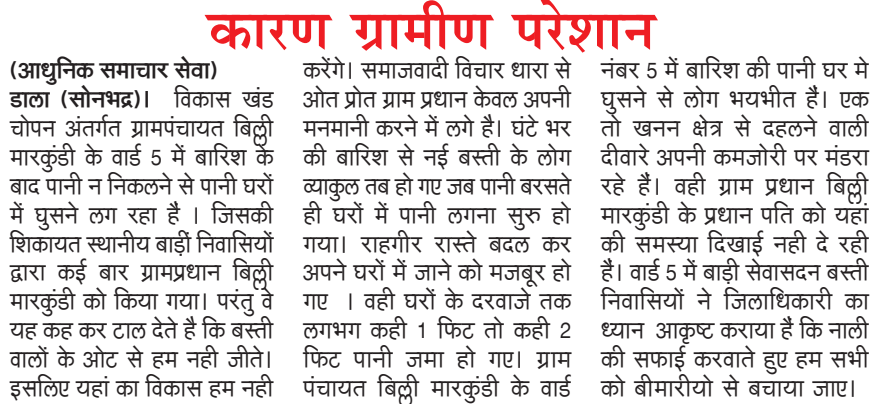 कारण ग्रामीण परेशान
(आधुनिक समाचार सेवा)
डाला (सोनभद्र)। विकास खंड
चोपन अंतर्गत ग्रामपंचायत बिल्ली
मारकुंडी के वार्ड 5 में बारिश के
बाद पानी न निकलने से पानी घरों
में घुसने लग रहा हैं । जिसकी
शिकायत स्थानीय बाड़ीं निवासियों
द्वारा कई बार ग्रामप्रधान बिल्ली
मारकुंडी को किया गया। परंतु वे
यह कह कर टाल देते है कि बस्ती
वालों के ओट से हम नही जीते।
इसलिए यहां का विकास हम नही
करेंगे। समाजवादी विचार धारा से
ओत प्रोत ग्राम प्रधान केवल अपनी
मनमानी करने में लगे है। घंटे भर
की बारिश से नई बस्ती के लोग
व्याकुल तब हो गए जब पानी बरसते
ही घरों में पानी लगना सुरु हो
गया। राहगीर रास्ते बदल कर
अपने घरों में जाने को मजबूर हो
गए । वही घरों के दरवाजे तक
लगभग कही 1 फिट तो कही 2
फिट पानी जमा हो गए। ग्राम
पंचायत बिल्ली मारकुंडी के वार्ड
नंबर 5 में बारिश की पानी घर मे
घुसने से लोग भयभीत हैं। एक
तो खनन क्षेत्र से दहलने वाली
दीवारे अपनी कमजोरी पर मंडरा
रहे हैं। वही ग्राम प्रधान बिल्ली
मारकुंडी के प्रधान पति को यहां
की समस्या दिखाई नही दे रही
हैं। वार्ड 5 में बाड़ी सेवासदन बस्ती
निवासियों ने जिलाधिकारी का
ध्यान आकृष्ट कराया हैं कि नाली
की सफाई करवाते हुए हम सभी
को बीमारीयो से बचाया जाए।